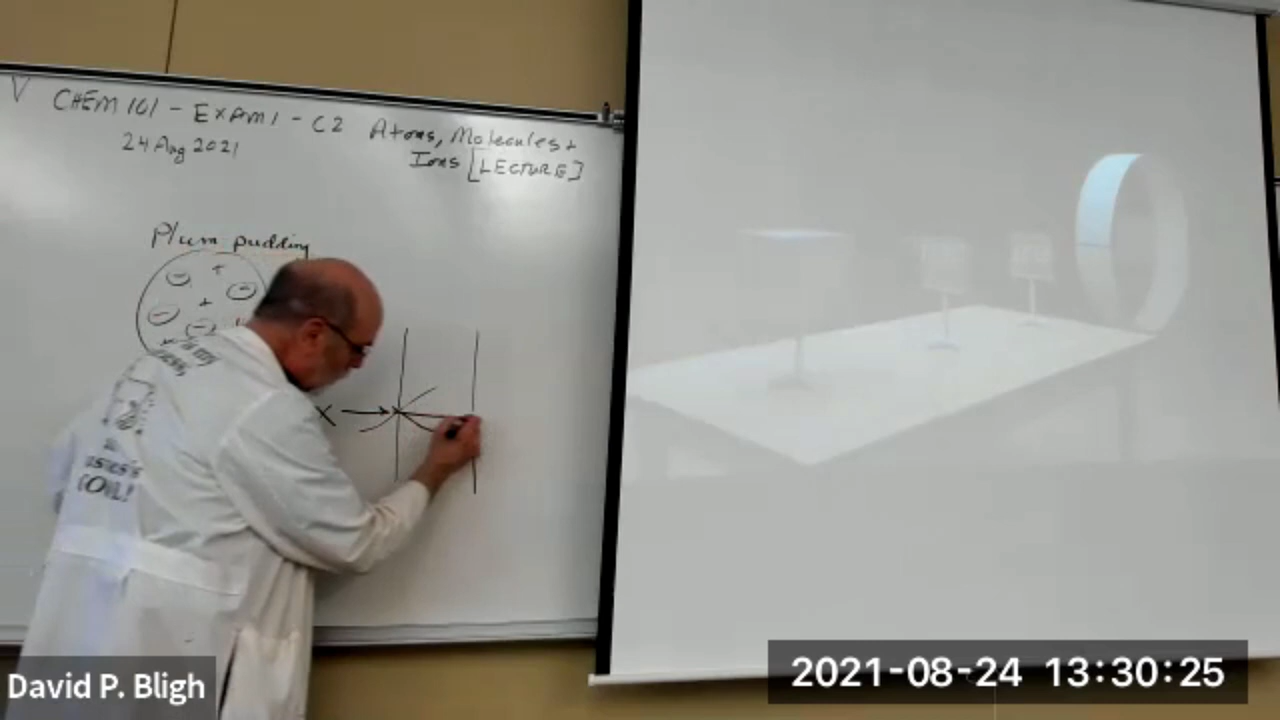 CHEM 101 - EXAM 1 - C2 Atoms, Molecules +
24 Aug 2021 Ions [LECTURE]
Plum pudding
+
+
COOL!
David P. Bligh
2021-08-24 13:30:25